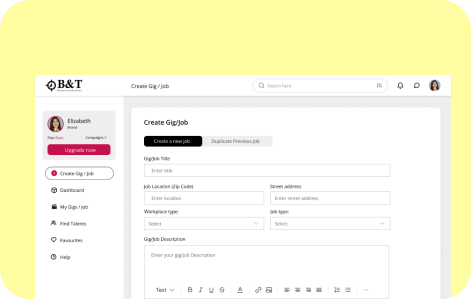 B&T
Create Gig / Job
Search here
Elizabeth
Brand
Plan Basic
Campaigns 0
Upgrade now
Create Gig / Job
Dashboard
My Gigs / Job
Find Talents
Favourites
Help
Create Gig/Job
Create a new job
Duplicate Previous Job
Gig/Job Title
Enter title
Job Location (Zip Code)
Street address
Enter location
Enter street address
Workplace type:
Job type:
Select
Select
Gig/Job Description
Enter your gig/job Description
Text
B I U S A